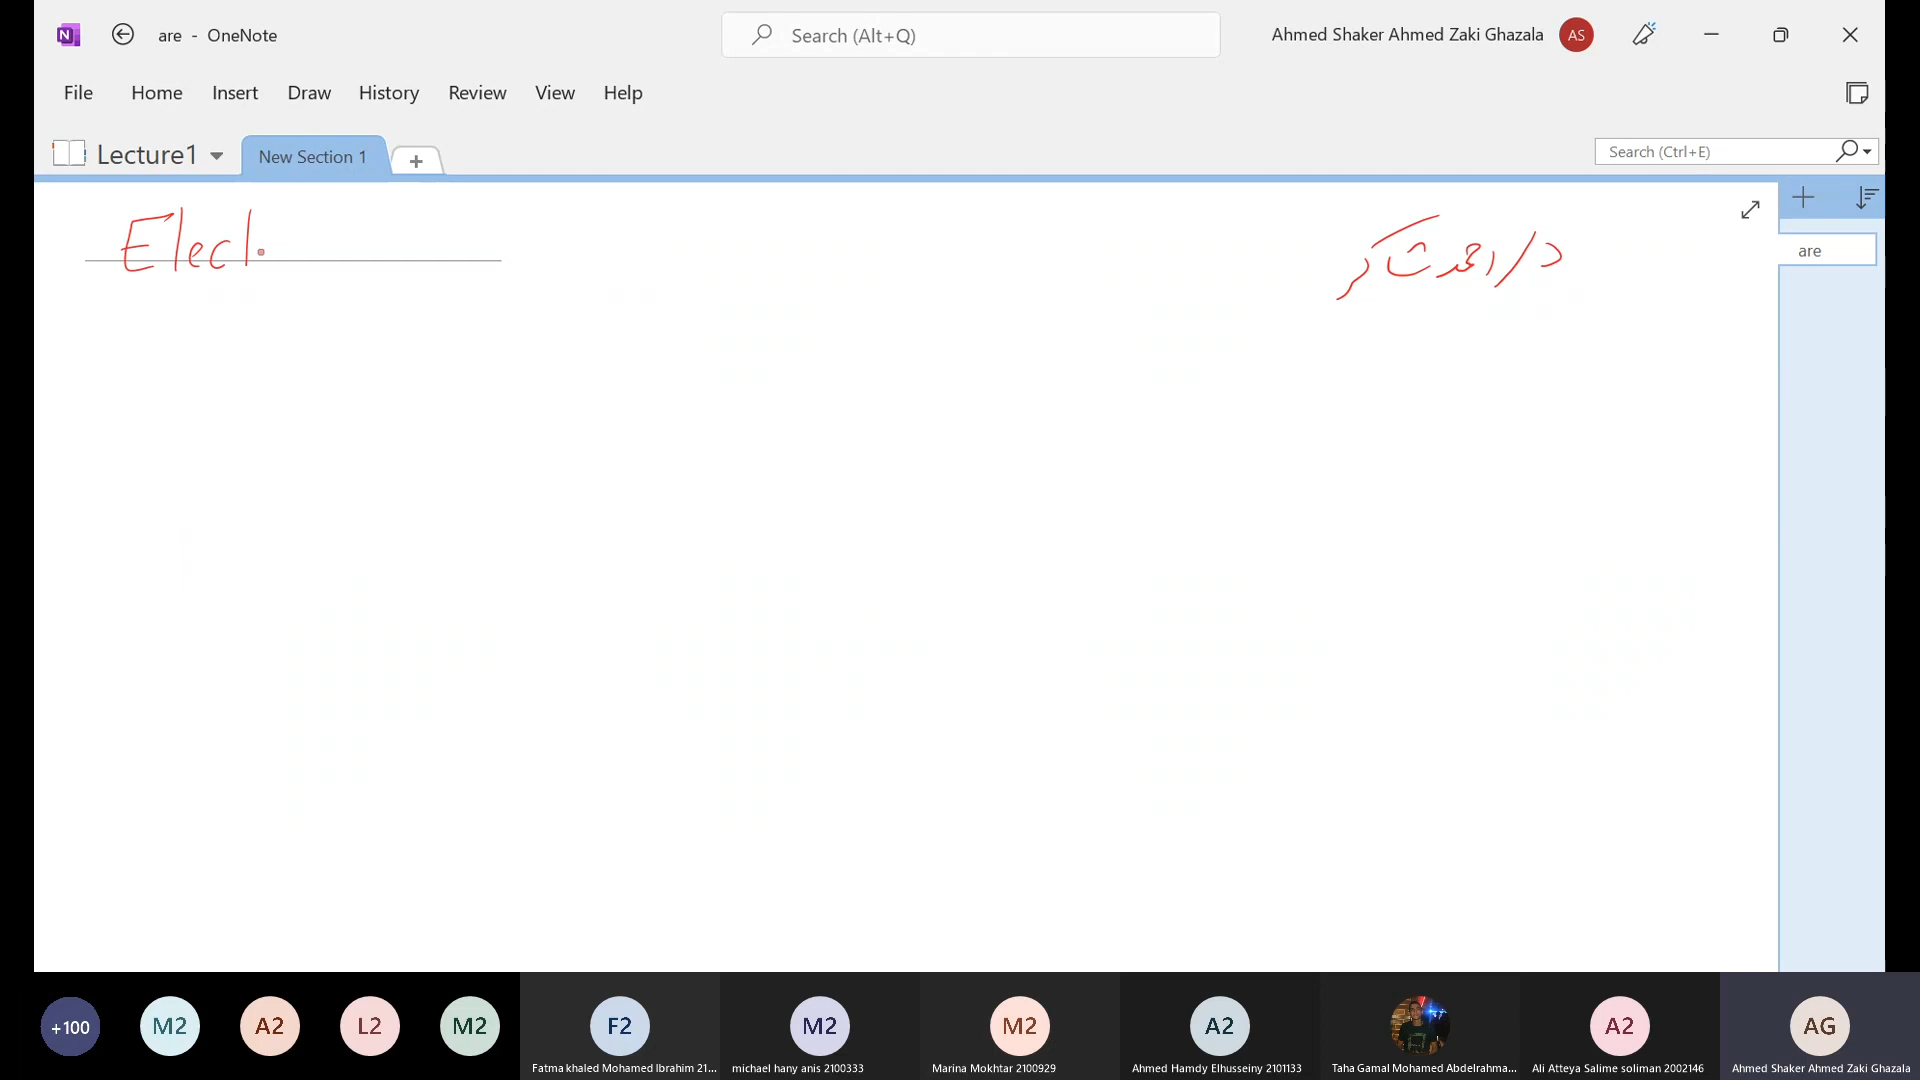 are - OneNote
Search (Alt+Q)
Ahmed Shaker Ahmed Zaki Ghazala AS
File Home Insert Draw History Review View Help
Lecture1 New Section 1 +
Search (Ctrl+E)
Elect
د/ احمد شاكر
are
+100 M2 A2 L2 M2 F2 M2 M2 A2 A2 AG
Fatma khaled Mohamed Ibrahim 21...
michael hany anis 2100333
Marina Mokhtar 2100929
Ahmed Hamdy Elhusseiny 2101133
Taha Gamal Mohamed Abdelrahma...
Ali Atteya Salime soliman 2002146
Ahmed Shaker Ahmed Zaki Ghazala